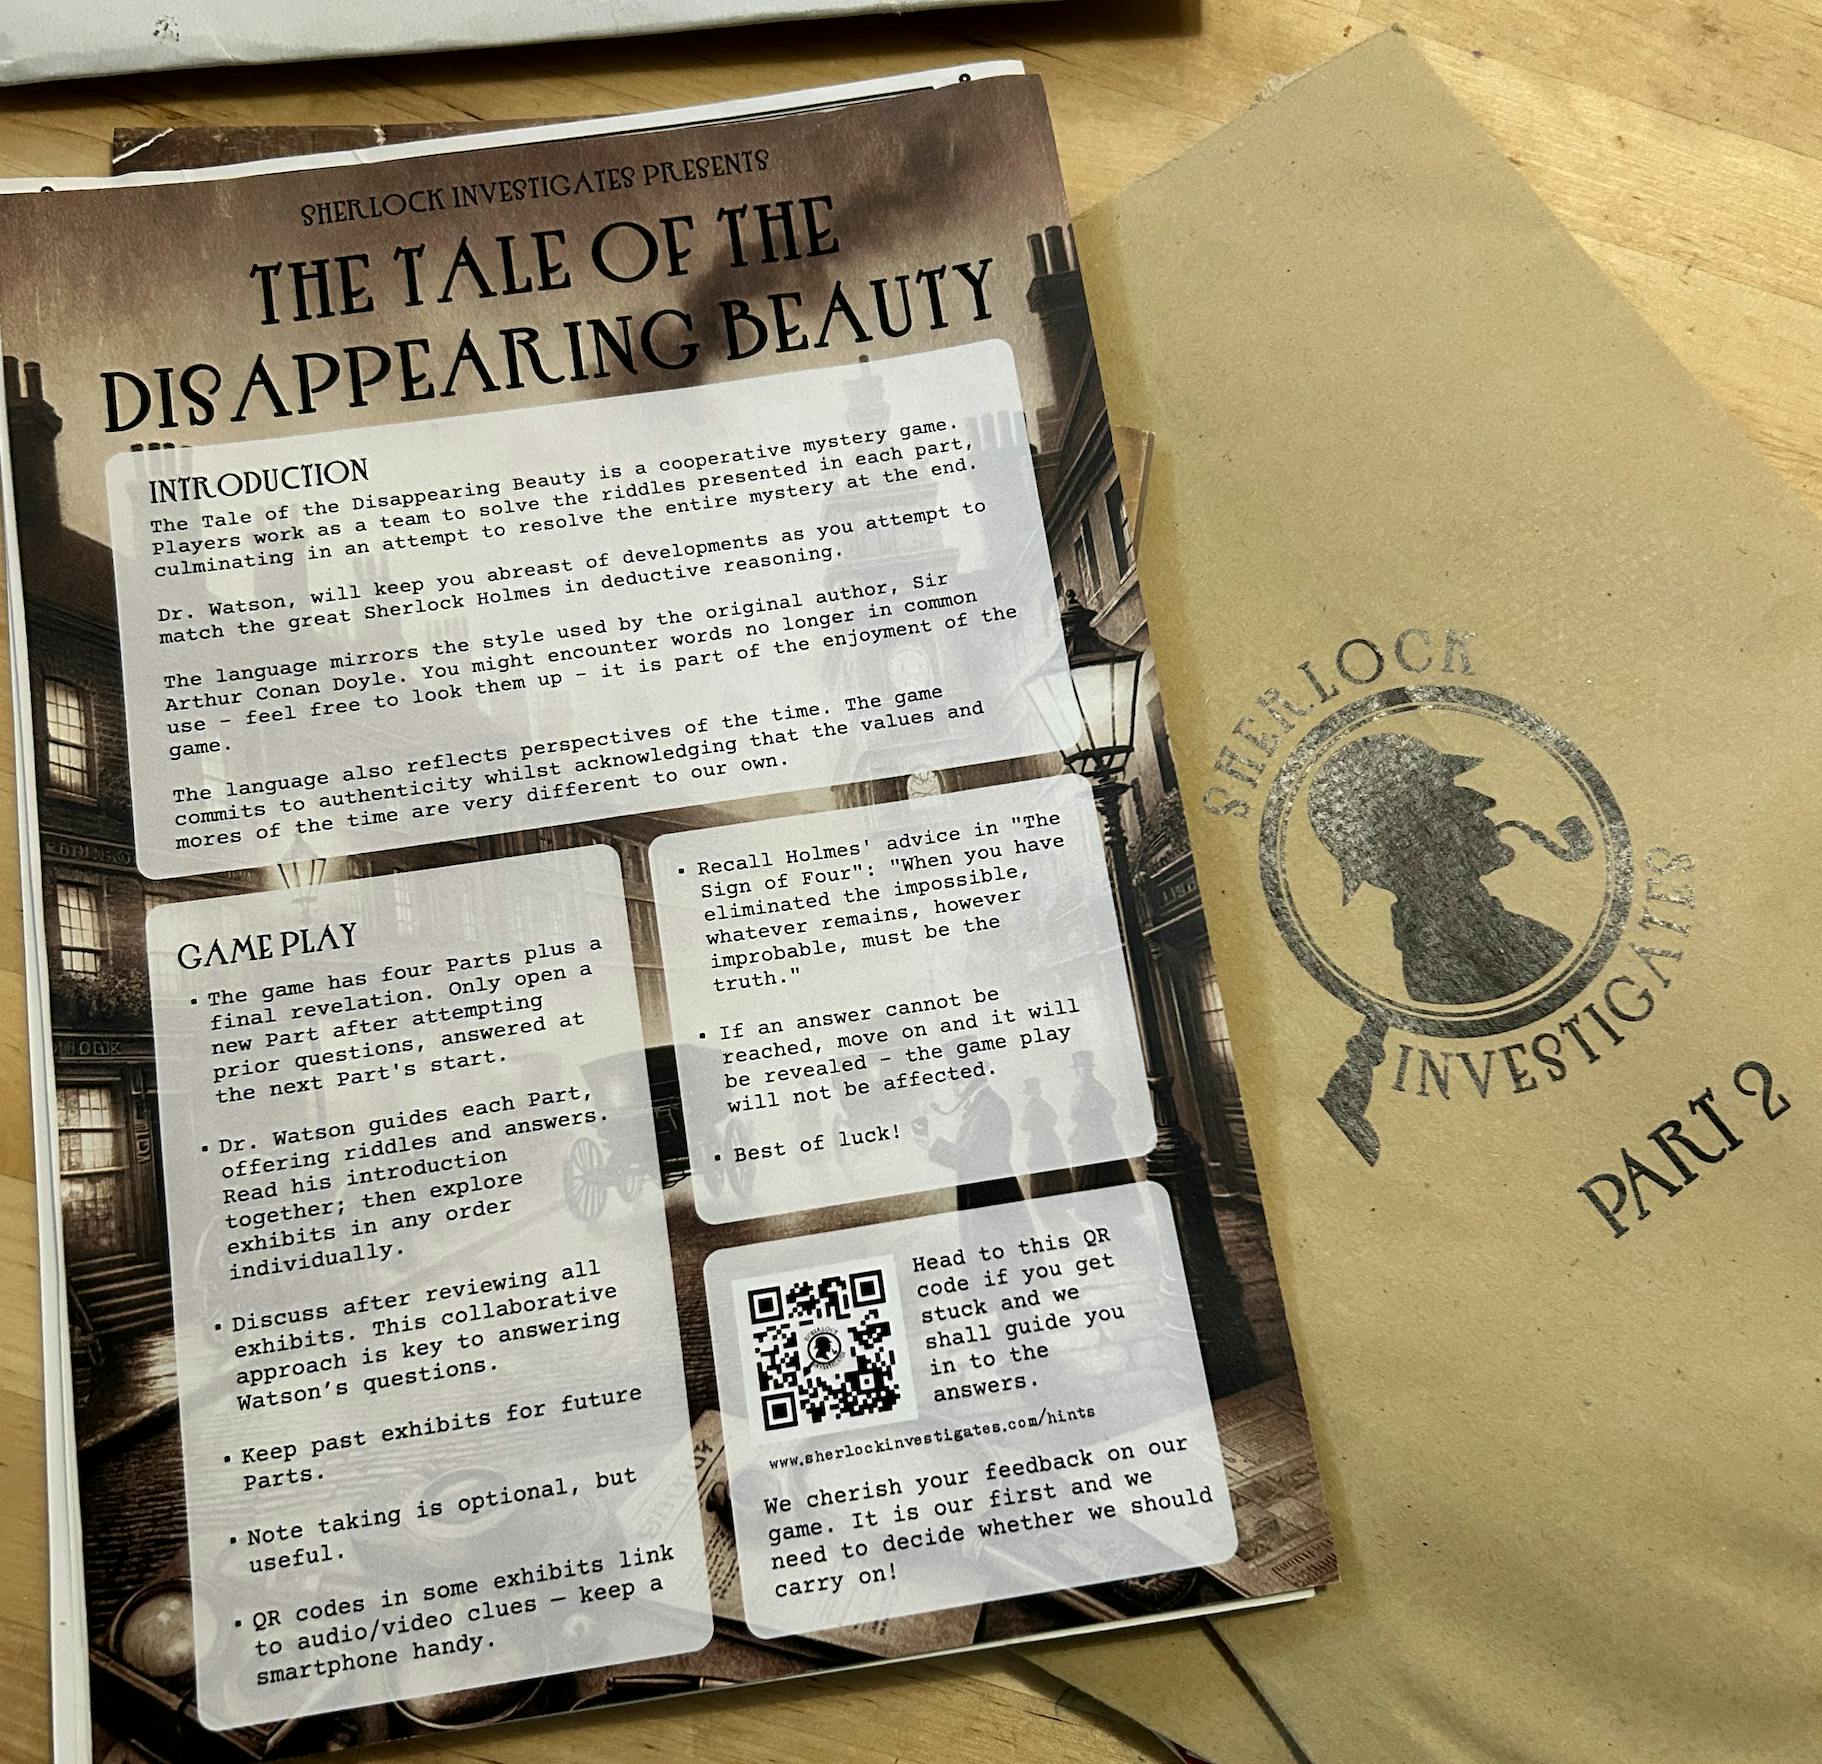 SHERLOCK INVESTIGATES PRESENTS
THE TALE OF THE
DISAPPEARING BEAUTY
INTRODUCTION
The Tale of the Disappearing Beauty is a cooperative mystery game.
Players work as a team to solve the riddles presented in each part,
culminating in an attempt to resolve the entire mystery at the end.
Dr. Watson, will keep you abreast of developments as you attempt to
match the great Sherlock Holmes in deductive reasoning.
The language mirrors the style used by the original author, Sir
Arthur Conan Doyle. You might encounter words no longer in common
use – feel free to look them up – it is part of the enjoyment of the
game.
The language also reflects perspectives of the time. The game
commits to authenticity whilst acknowledging that the values and
mores of the time are very different to our own.
GAME PLAY
• The game has four Parts plus a
final revelation. Only open a
new Part after attempting
prior questions, answered at
the next Part's start.
• Dr. Watson guides each Part,
offering riddles and answers.
Read his introduction
together; then explore
exhibits in any order
individually.
• Discuss after reviewing all
exhibits. This collaborative
approach is key to answering
Watson's questions.
• Keep past exhibits for future
Parts.
• Note taking is optional, but
useful.
• QR codes in some exhibits link
to audio/video clues – keep a
smartphone handy.
• Recall Holmes' advice in "The
Sign of Four": "When you have
eliminated the impossible,
whatever remains, however
improbable, must be the
truth."
• If an answer cannot be
reached, move on and it will
be revealed – the game play
will not be affected.
• Best of luck!
Head to this QR
code if you get
stuck and we
shall guide you
in to the
answers.
www.sherlockinvestigates.com/hints
We cherish your feedback on our
game. It is our first and we
need to decide whether we should
carry on!
SHERLOCK
INVESTIGATES
PART 2